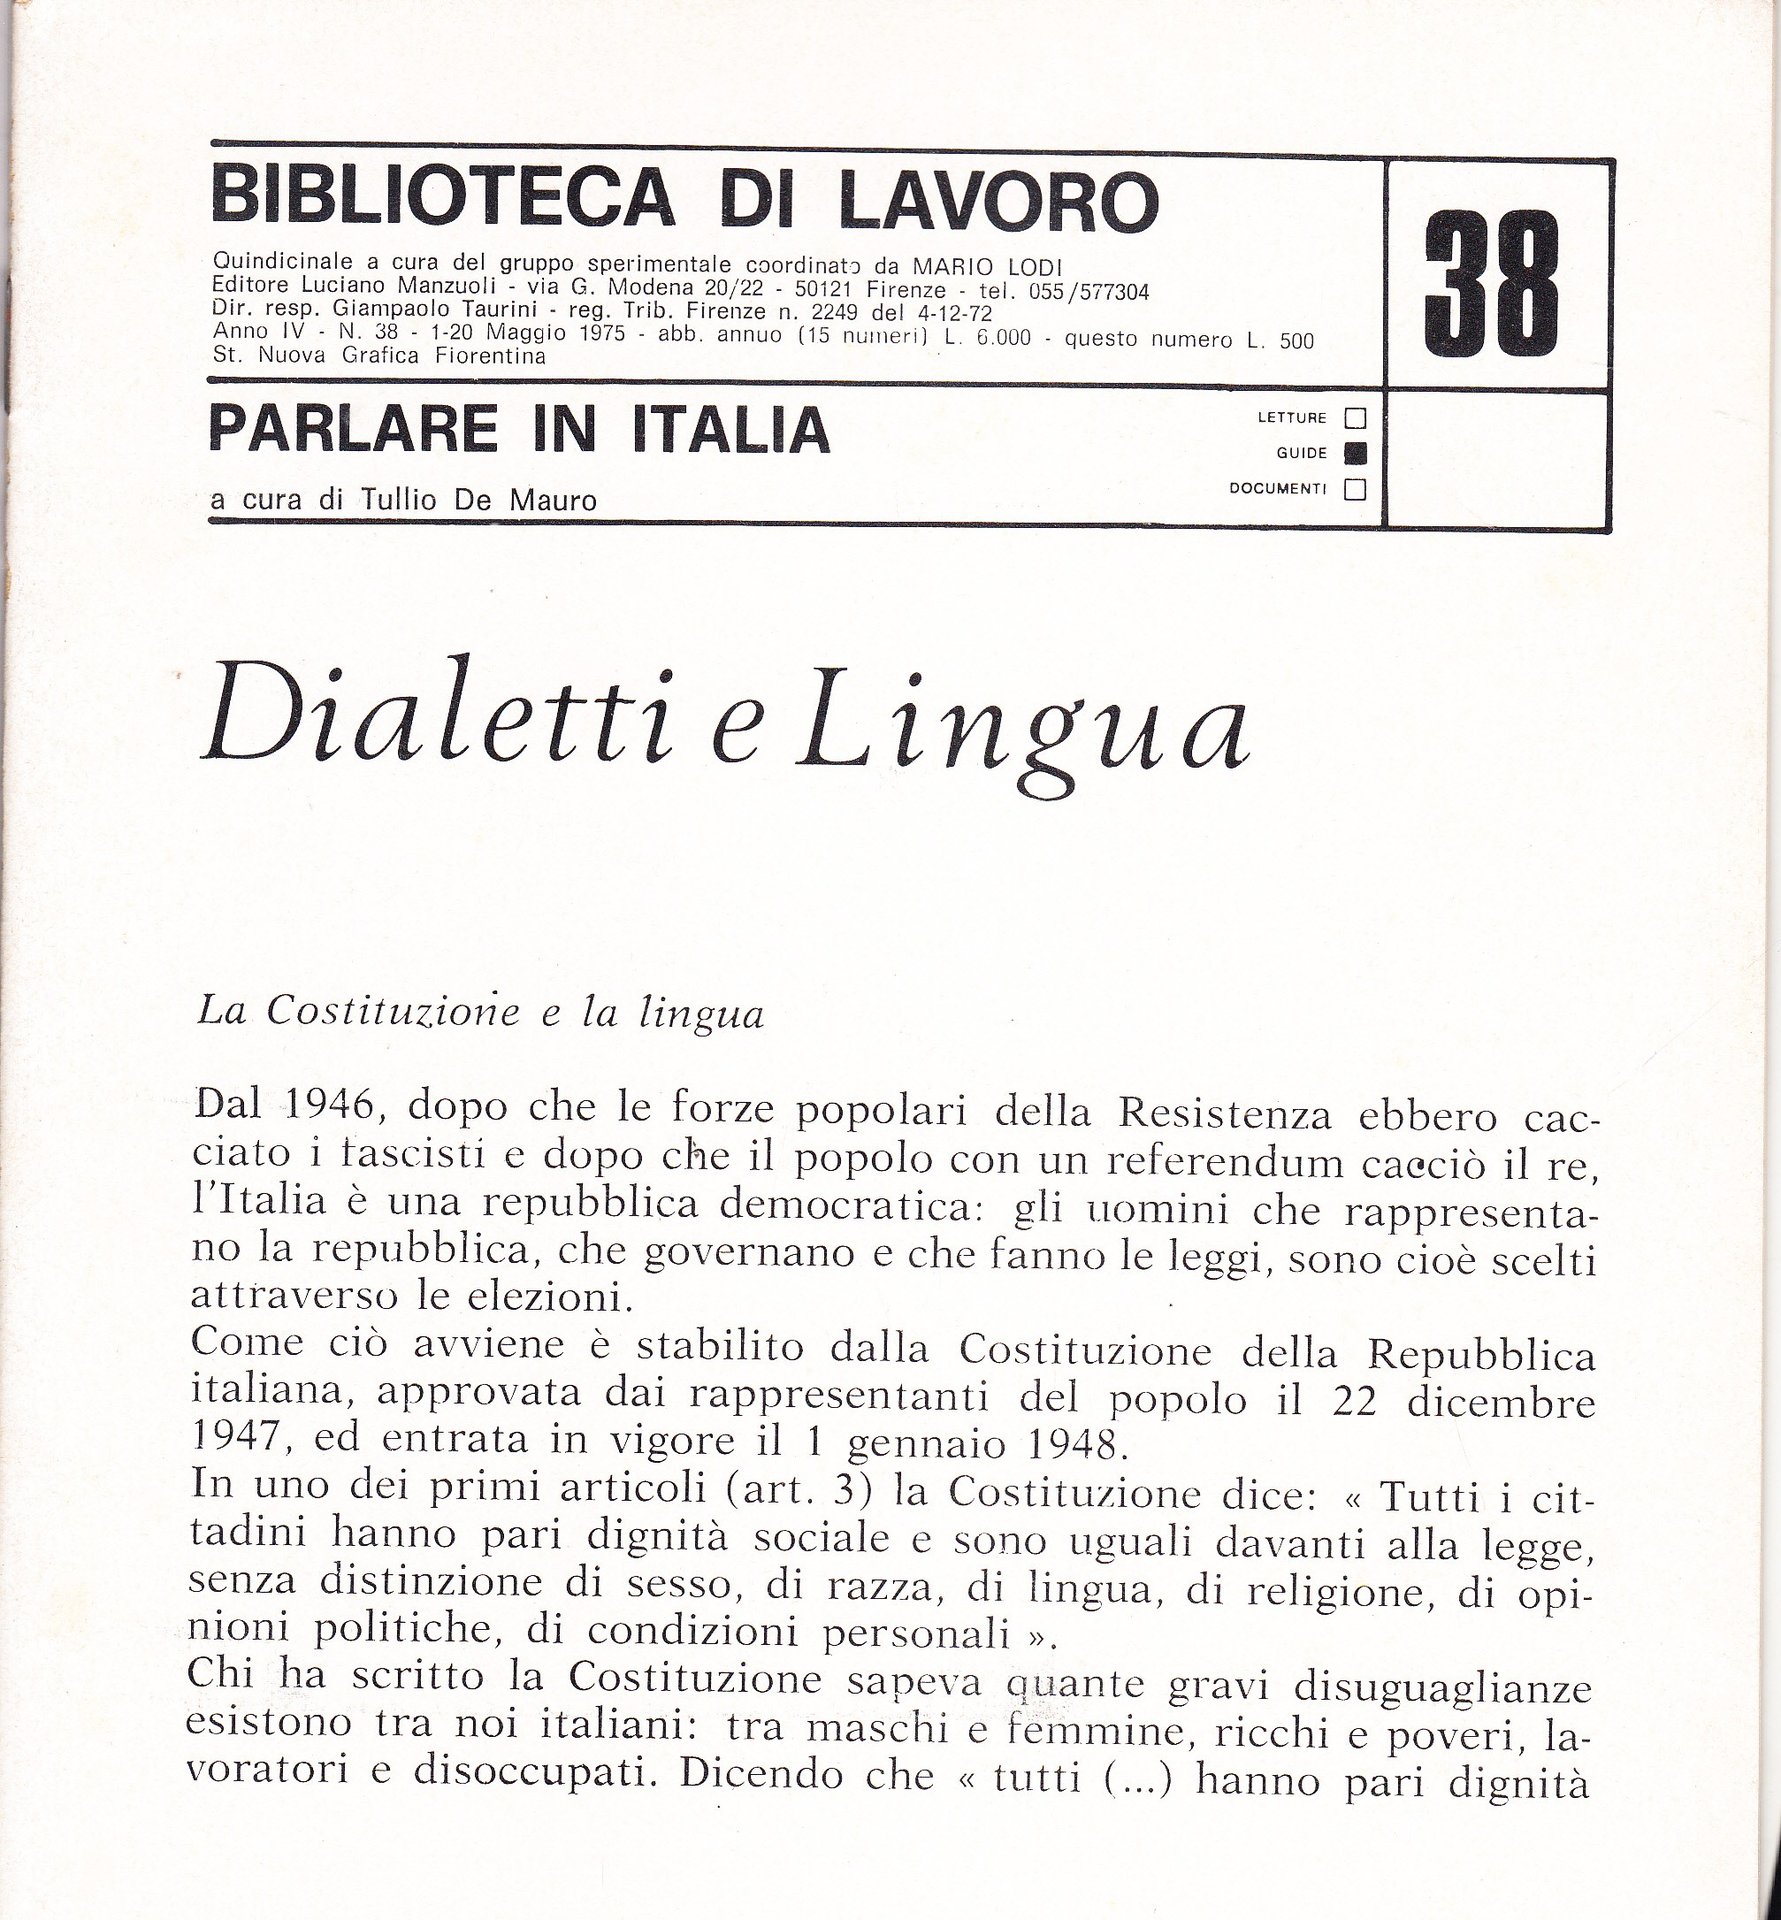 BIBLIOTECA DI LAVORO
38
Quindicinale a cura del gruppo sperimentale coordinato da MARIO LODI
Editore Luciano Manzuoli - via G. Modena 20/22 - 50121 Firenze - tel. 055/577304
Dir. resp. Giampaolo Taurini - reg. Trib. Firenze n. 2249 del 4-12-72
Anno IV - N. 38 - 1-20 Maggio 1975 - abb. annuo (15 numeri) L. 6.000 - questo numero L. 500
St. Nuova Grafica Fiorentina
PARLARE IN ITALIA
a cura di Tullio De Mauro
LETTURE
GUIDE
DOCUMENTI
Dialetti e Lingua
La Costituzione e la lingua
Dal 1946, dopo che le forze popolari della Resistenza ebbero cac-
ciato i fascisti e dopo che il popolo con un referendum cacciò il re,
l'Italia è una repubblica democratica: gli uomini che rappresenta-
no la repubblica, che governano e che fanno le leggi, sono cioè scelti
attraverso le elezioni.
Come ciò avviene è stabilito dalla Costituzione della Repubblica
italiana, approvata dai rappresentanti del popolo il 22 dicembre
1947, ed entrata in vigore il 1 gennaio 1948.
In uno dei primi articoli (art. 3) la Costituzione dice: « Tutti i cit-
tadini hanno pari dignità sociale e sono uguali davanti alla legge,
senza distinzione di sesso, di razza, di lingua, di religione, di opi-
nioni politiche, di condizioni personali ».
Chi ha scritto la Costituzione sapeva quante gravi disuguaglianze
esistono tra noi italiani: tra maschi e femmine, ricchi e poveri, la-
voratori e disoccupati. Dicendo che « tutti (...) hanno pari dignità